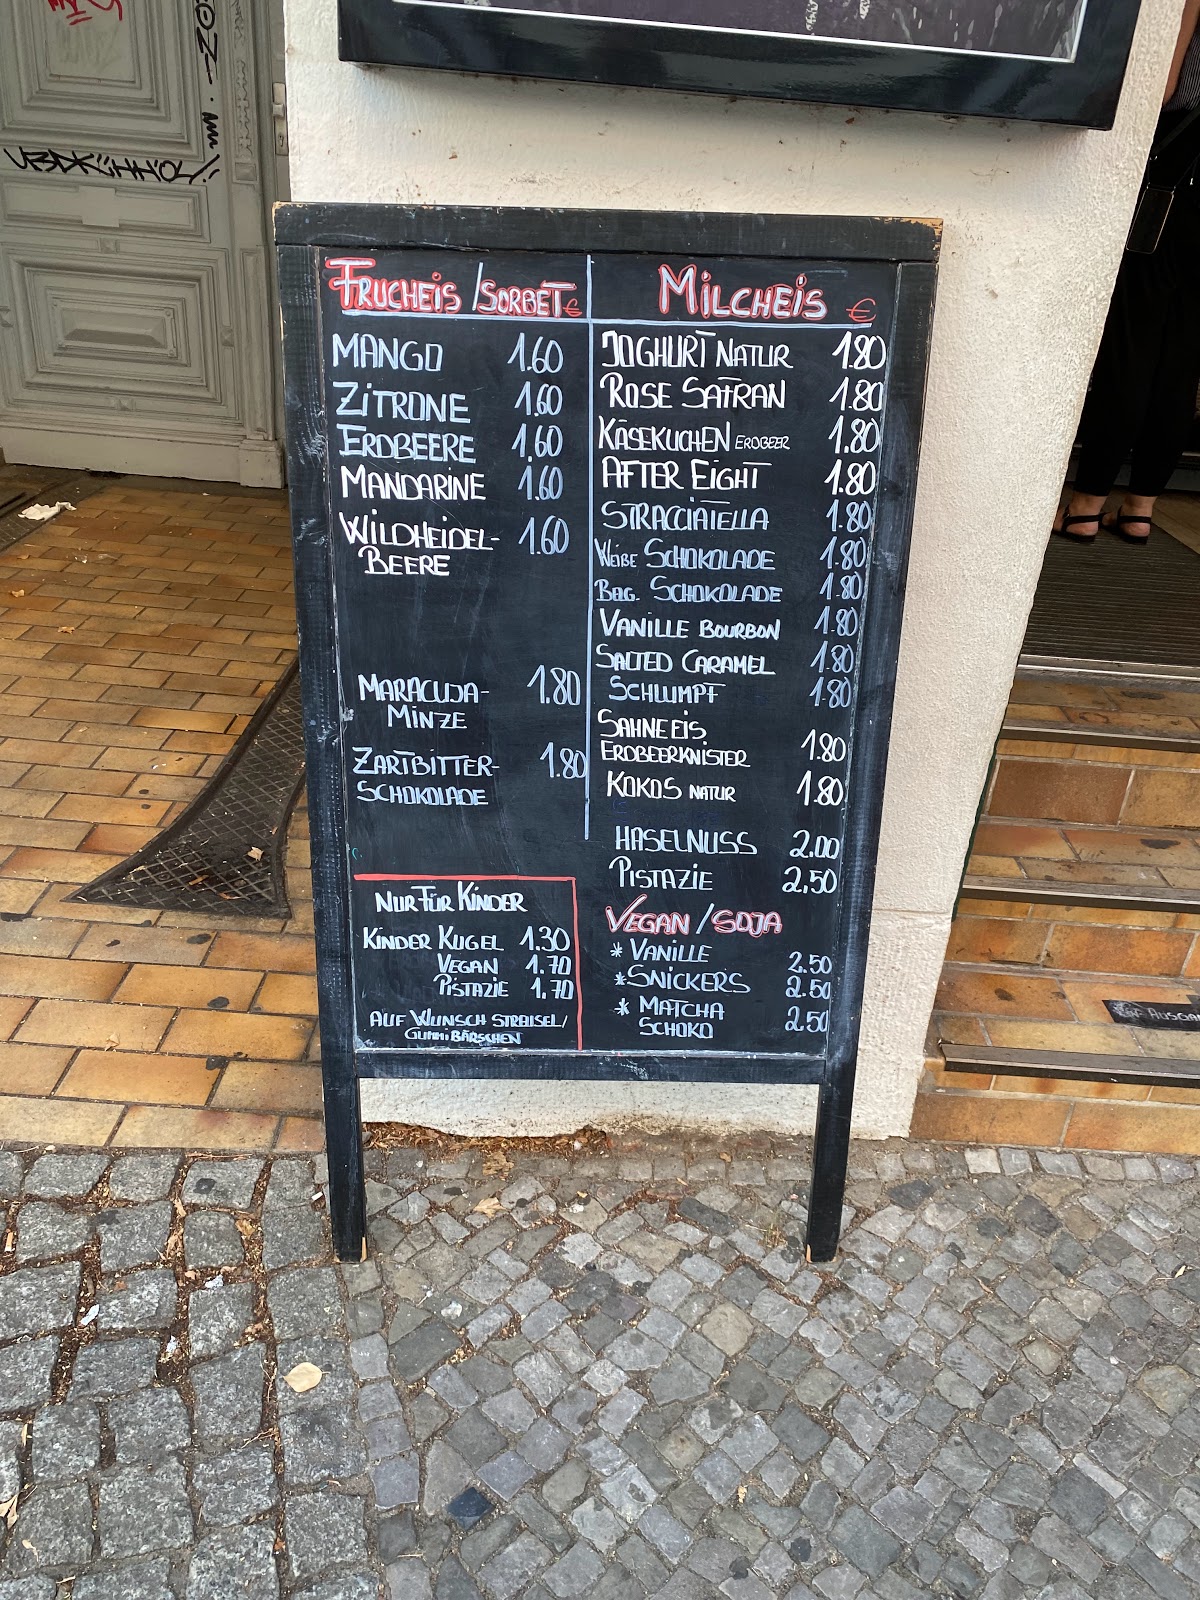 FRUCHEIS /SORBET €
MANGO 1.60
ZITRONE 1.60
ERDBEERE 1.60
MANDARINE 1.60
WILDHEIDEL- 1.60
BEERE
MARACUJA- 1.80
MINZE
ZARTBITTER- 1.80
SCHOKOLADE
NUR FÜR KINDER
KINDER KUGEL 1.30
VEGAN 1.70
PISTAZIE 1.70
AUF WUNSCH STREUSEL/
GUMMIBÄRSCHEN
MILCHEIS €
JOGHURT NATUR 1.80
ROSE SAFRAN 1.80
KÄSEKUCHEN ERDBEER 1.80
AFTER EIGHT 1.80
STRACCIATELLA 1.80
WEIßE SCHOKOLADE 1.80
BELG. SCHOKOLADE 1.80
VANILLE BOURBON 1.80
SALTED CARAMEL 1.80
SCHLUMPF 1.80
SAHNEEIS
ERDBEERKNISTER 1.80
KOKOS NATUR 1.80
HASELNUSS 2.00
PISTAZIE 2.50
VEGAN / SOJA
* VANILLE 2.50
* SNICKERS 2.50
* MATCHA
SCHOKO 2.50